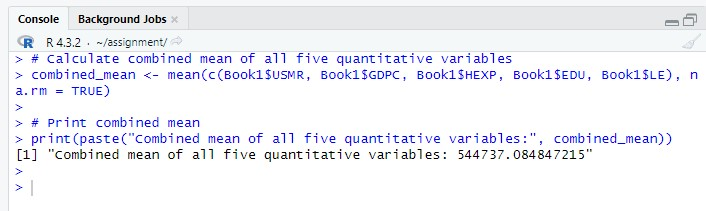 Console Background Jobs ×
R 4.3.2 · ~/assignment/
> # Calculate combined mean of all five quantitative variables
> combined_mean <- mean(c(Book1$USMR, Book1$GDPC, Book1$HEXP, Book1$EDU, Book1$LE), n
a.rm = TRUE)
>
> # Print combined mean
> print(paste("Combined mean of all five quantitative variables:", combined_mean))
[1] "Combined mean of all five quantitative variables: 544737.084847215"
>
>